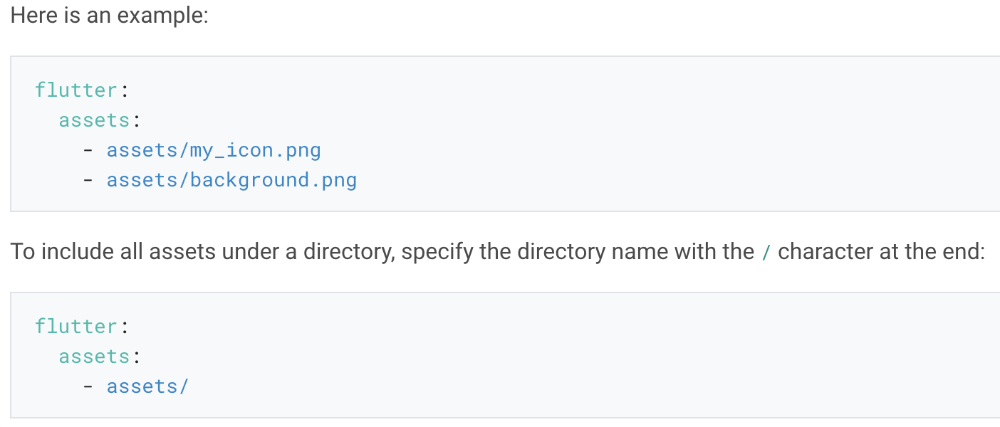 Here is an example:
flutter:
  assets:
    - assets/my_icon.png
    - assets/background.png
To include all assets under a directory, specify the directory name with the / character at the end:
flutter:
  assets:
    - assets/